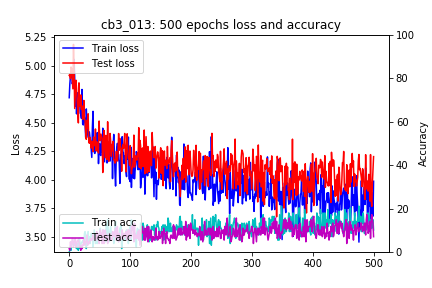 cb3_013: 500 epochs loss and accuracy
Train loss
Test loss
Train acc
Test acc
Loss
5.25
5.00
4.75
4.50
4.25
4.00
3.75
3.50
Accuracy
100
80
60
40
20
0
0 100 200 300 400 500